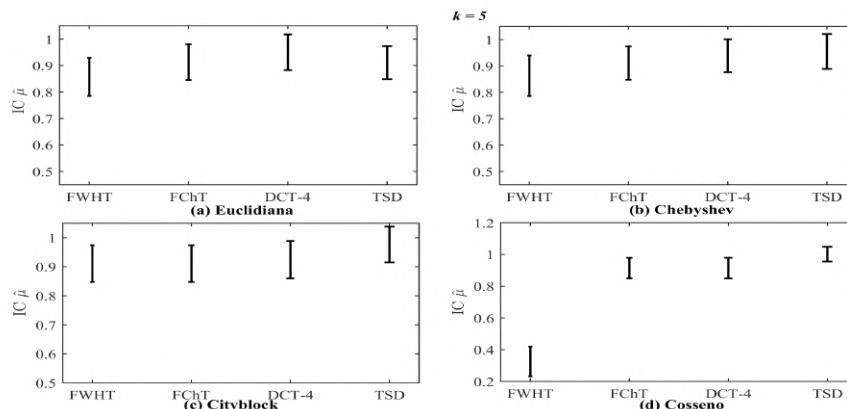 k = 5
1
0.9
0.8
0.7
0.6
0.5
IC μ̂
FWHT FChT DCT-4 TSD
(a) Euclidiana
1
0.9
0.8
0.7
0.6
0.5
IC μ̂
FWHT FChT DCT-4 TSD
(b) Chebyshev
1
0.9
0.8
0.7
0.6
0.5
IC μ̂
FWHT FChT DCT-4 TSD
(c) Cityblock
1.2
1
0.8
0.6
0.4
0.2
IC μ̂
FWHT FChT DCT-4 TSD
(d) Cosseno